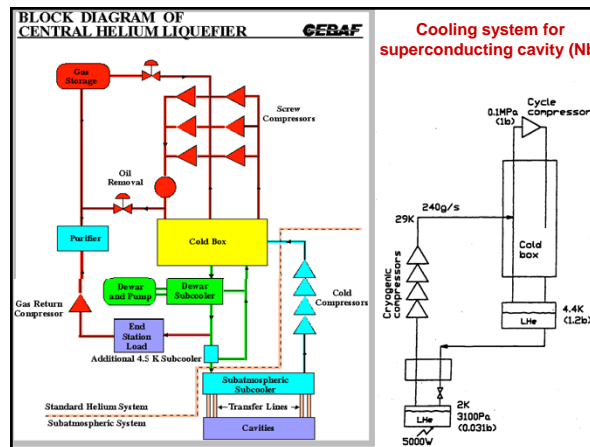 BLOCK DIAGRAM OF
CENTRAL HELIUM LIQUEFIER
CEBAF
Gas
Storage
Screw
Compressors
Oil
Removal
Purifier
Cold Box
Dewar
and Pump
Dewar
Subcooler
Cold
Compressors
Gas Return
Compressor
End
Station
Load
Additional 4.5 K Subcooler
Subatmospheric
Subcooler
Standard Helium System
Transfer Lines
Subatmospheric System
Cavities
Cooling system for
superconducting cavity (Nb
Cycle
compressor
0.1MPa
(1b)
240g/s
29K
Cold
box
Cryogenic
compressors
4.4K
(1.2b)
LHe
2K
3100Pa
(0.031b)
LHe
5000W